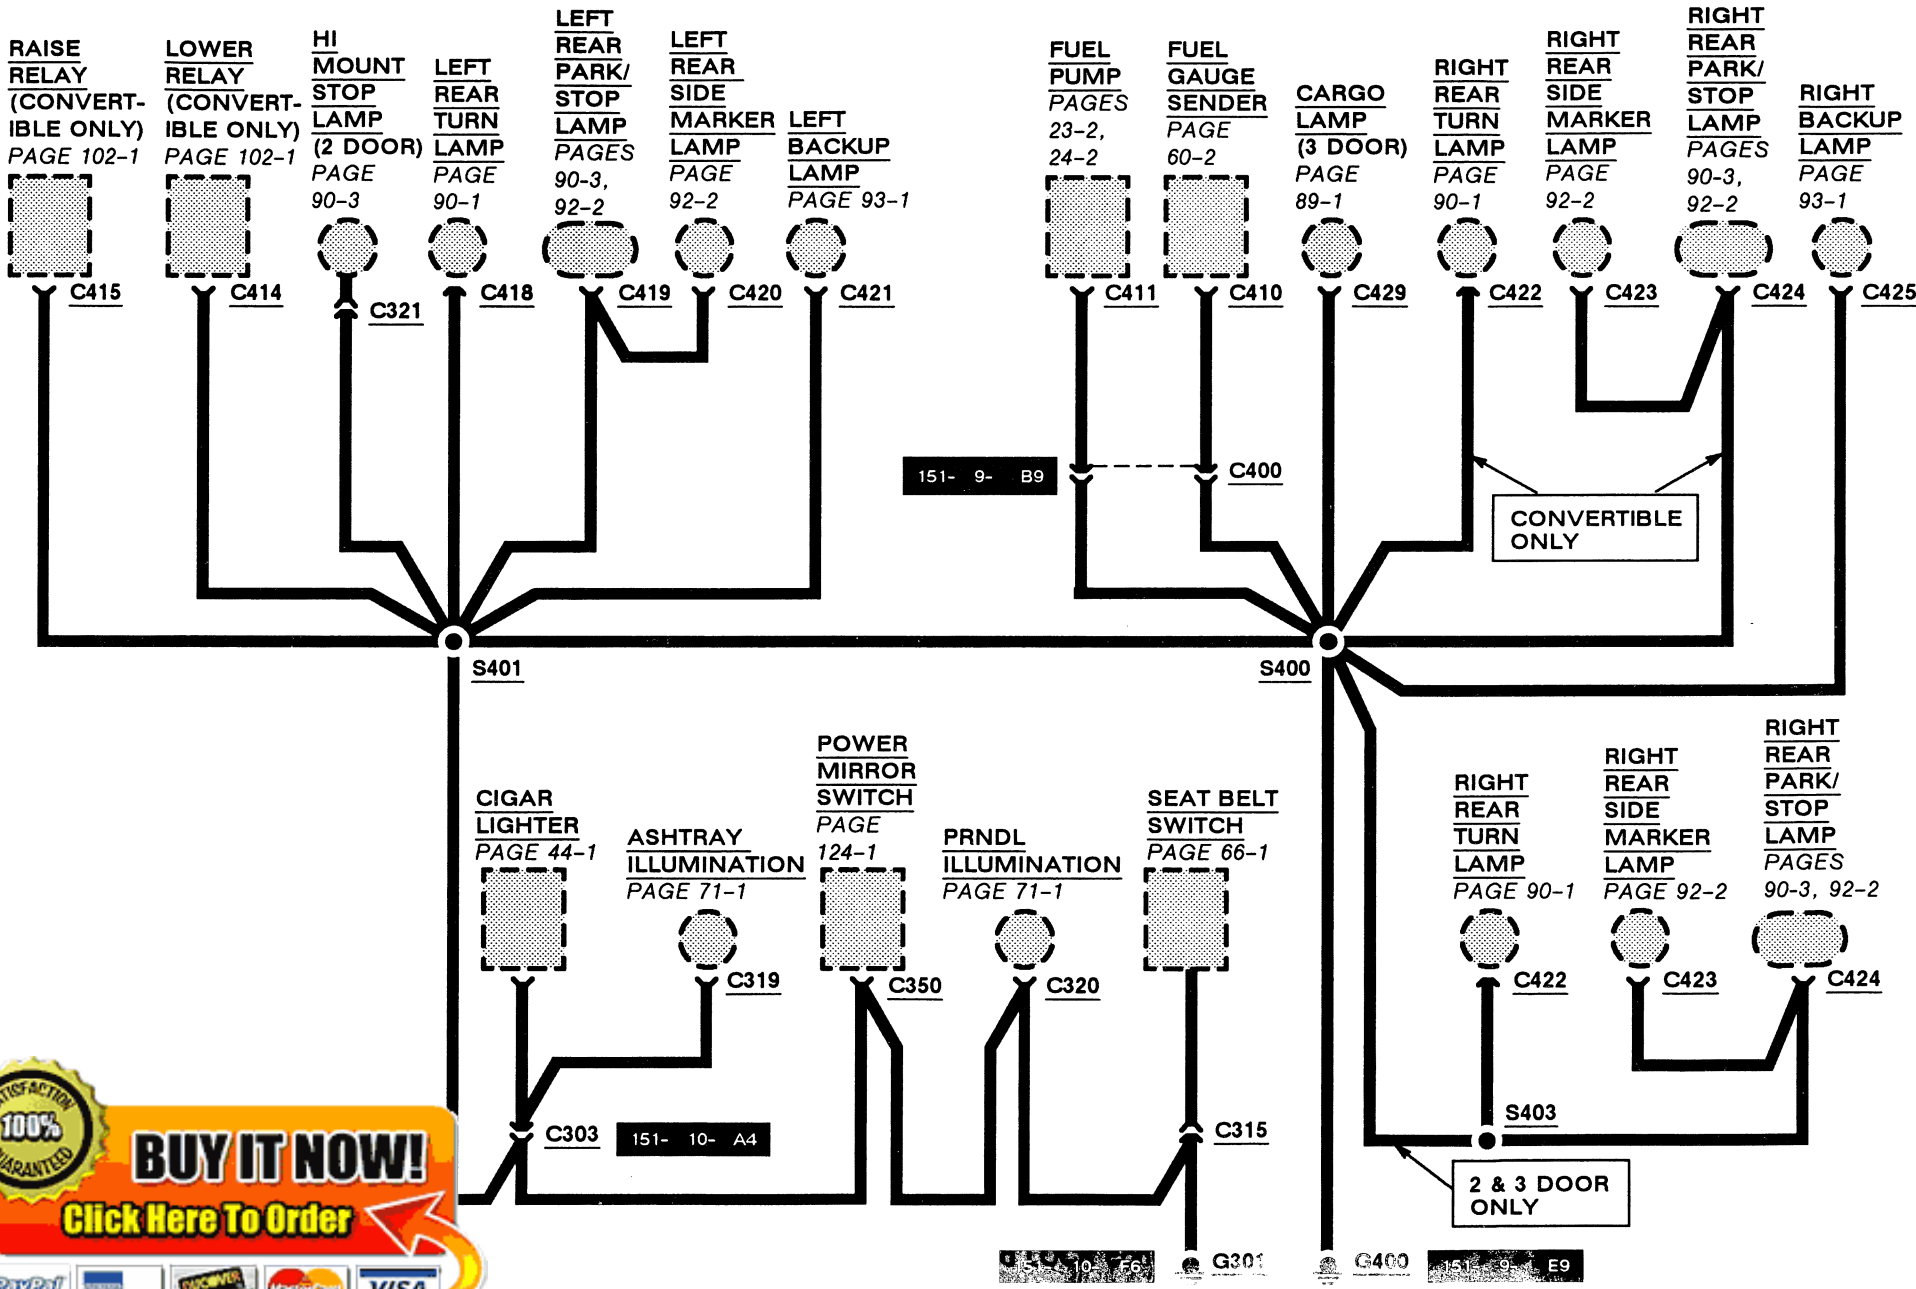 RAISE
RELAY
(CONVERT-
IBLE ONLY)
PAGE 102-1
LOWER
RELAY
(CONVERT-
IBLE ONLY)
PAGE 102-1
HI
MOUNT
STOP
LAMP
(2 DOOR)
PAGE
90-3
LEFT
REAR
TURN
LAMP
PAGE
90-1
LEFT
REAR
PARK/
STOP
LAMP
PAGES
90-3,
92-2
LEFT
REAR
SIDE
MARKER
LAMP
PAGE
92-2
LEFT
BACKUP
LAMP
PAGE 93-1
FUEL
PUMP
PAGES
23-2,
24-2
FUEL
GAUGE
SENDER
PAGE
60-2
CARGO
LAMP
(3 DOOR)
PAGE
89-1
RIGHT
REAR
TURN
LAMP
PAGE
90-1
RIGHT
REAR
SIDE
MARKER
LAMP
PAGE
92-2
RIGHT
REAR
PARK/
STOP
LAMP
PAGES
90-3,
92-2
RIGHT
BACKUP
LAMP
PAGE
93-1
C415
C414
C321
C418
C419
C420
C421
C411
C410
C429
C422
C423
C424
C425
151- 9- B9
C400
CONVERTIBLE
ONLY
S401
S400
CIGAR
LIGHTER
PAGE 44-1
ASHTRAY
ILLUMINATION
PAGE 71-1
POWER
MIRROR
SWITCH
PAGE
124-1
PRNDL
ILLUMINATION
PAGE 71-1
SEAT BELT
SWITCH
PAGE 66-1
RIGHT
REAR
TURN
LAMP
PAGE 90-1
RIGHT
REAR
SIDE
MARKER
LAMP
PAGE 92-2
RIGHT
REAR
PARK/
STOP
LAMP
PAGES
90-3, 92-2
C319
C350
C320
C422
C423
C424
C303
151- 10- A4
C315
S403
2 & 3 DOOR
ONLY
151- 10- F6
G301
G400
151- 9- E9
100%
BUY IT NOW!
Click Here To Order
PayPal
DISCOVER
MasterCard
VISA